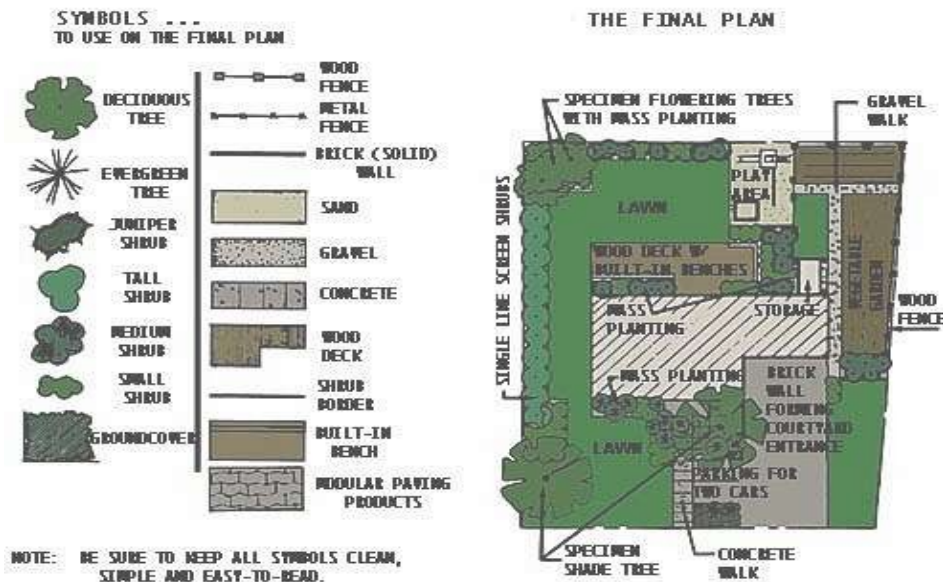 SYMBOLS ...
TO USE ON THE FINAL PLAN
DECIDUOUS
TREE
EVERGREEN
TREE
JUNIPER
SHRUB
TALL
SHRUB
MEDIUM
SHRUB
SMALL
SHRUB
GROUNDCOVER
WOOD
FENCE
METAL
FENCE
BRICK (SOLID)
WALL
SAND
GRAVEL
CONCRETE
WOOD
DECK
SHRUB
BORDER
BUILT-IN
BENCH
MODULAR PAVING
PRODUCTS
NOTE: BE SURE TO KEEP ALL SYMBOLS CLEAN,
SIMPLE AND EASY-TO-READ.
THE FINAL PLAN
SPECIMEN FLOWERING TREES
WITH MASS PLANTING
GRAVEL
WALK
PLAY
AREA
LAWN
SINGLE LINE SCREEN SHRUBS
WOOD DECK W/
BUILT-IN BENCHES
VEGETABLE
GARDEN
MASS
PLANTING
STORAGE
WOOD
FENCE
MASS PLANTING
BRICK
WALL
FORMING
COURTYARD
ENTRANCE
LAWN
PARKING FOR
TWO CARS
SPECIMEN
SHADE TREE
CONCRETE
WALK